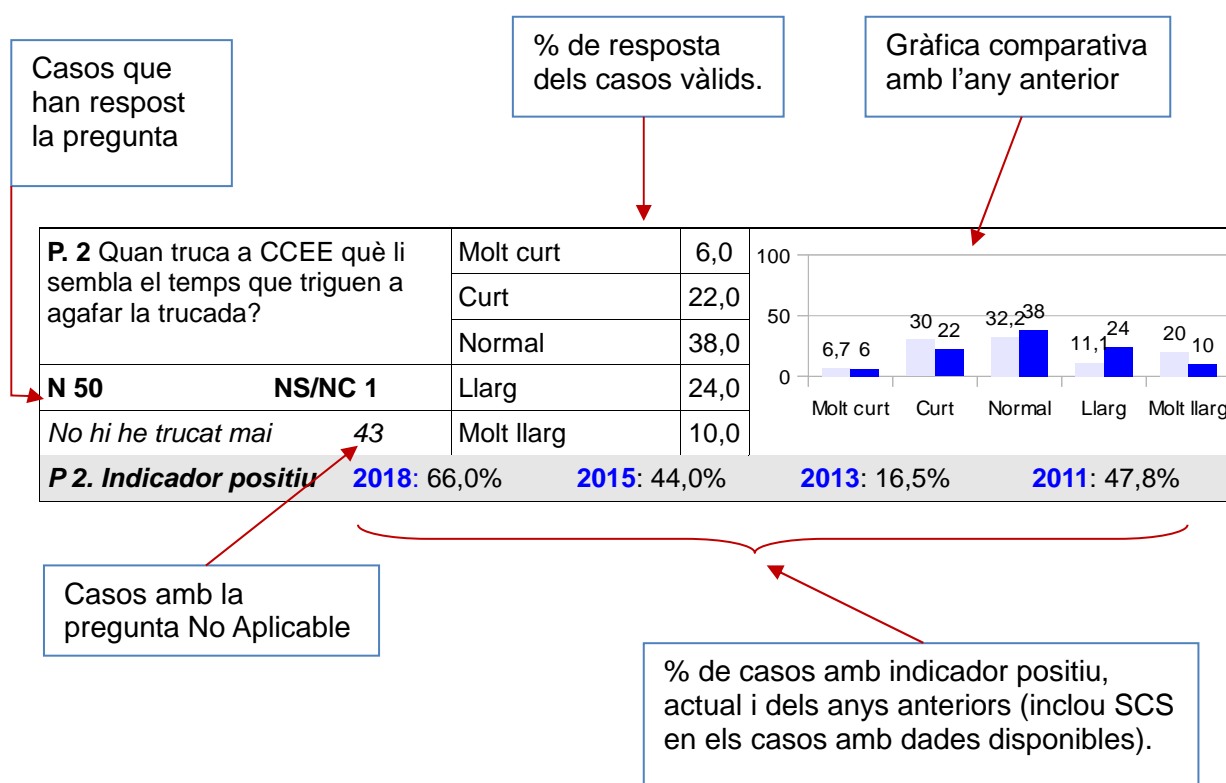 Casos que
han respost
la pregunta
% de resposta
dels casos vàlids.
Gràfica comparativa
amb l’any anterior
P. 2 Quan truca a CCEE què li
sembla el temps que triguen a
agafar la trucada?
N 50 NS/NC 1
No hi he trucat mai 43
Molt curt 6,0
Curt 22,0
Normal 38,0
Llarg 24,0
Molt llarg 10,0
100
50
0
6,7 6 30 22 32,2 38 11,1 24 20 10
Molt curt Curt Normal Llarg Molt llarg
P 2. Indicador positiu 2018: 66,0% 2015: 44,0% 2013: 16,5% 2011: 47,8%
Casos amb la
pregunta No Aplicable
% de casos amb indicador positiu,
actual i dels anys anteriors (inclou SCS
en els casos amb dades disponibles).